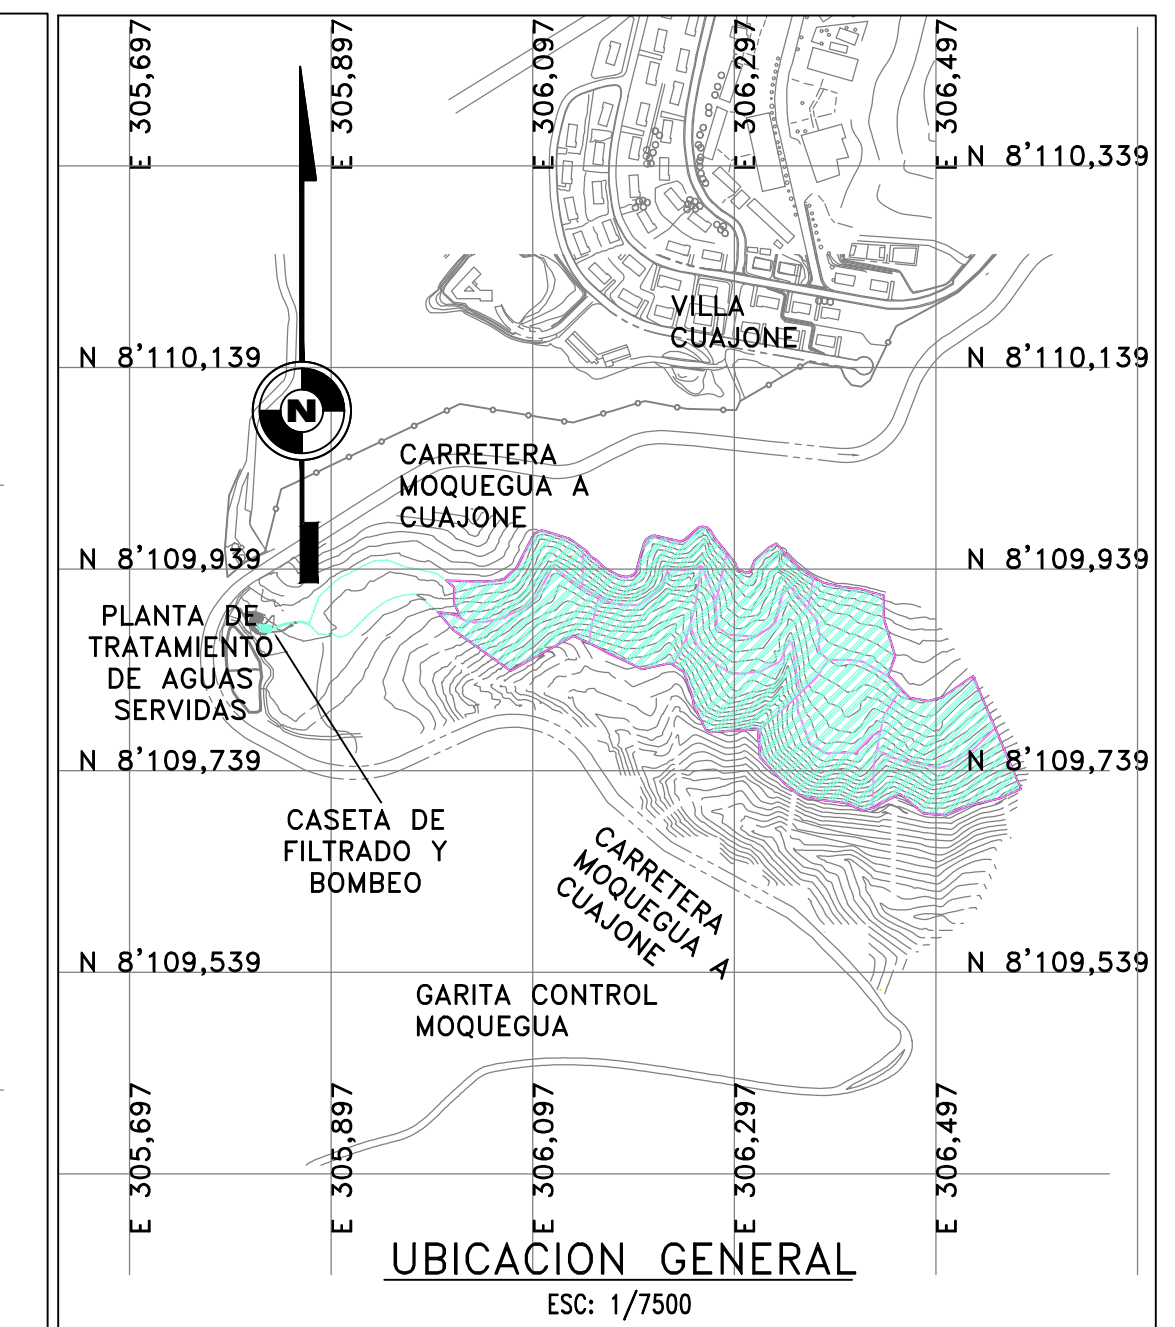 E 305,697
E 305,897
E 306,097
E 306,297
E 306,497
N 8'110,339
VILLA
CUAJONE
N 8'110,139
N 8'110,139
N
CARRETERA
MOQUEGUA A
CUAJONE
N 8'109,939
N 8'109,939
PLANTA DE
TRATAMIENTO
DE AGUAS
SERVIDAS
N 8'109,739
N 8'109,739
CASETA DE
FILTRADO Y
BOMBEO
CARRETERA
MOQUEGUA A
CUAJONE
N 8'109,539
N 8'109,539
GARITA CONTROL
MOQUEGUA
E 305,697
E 305,897
E 306,097
E 306,297
E 306,497
UBICACION GENERAL
ESC: 1/7500